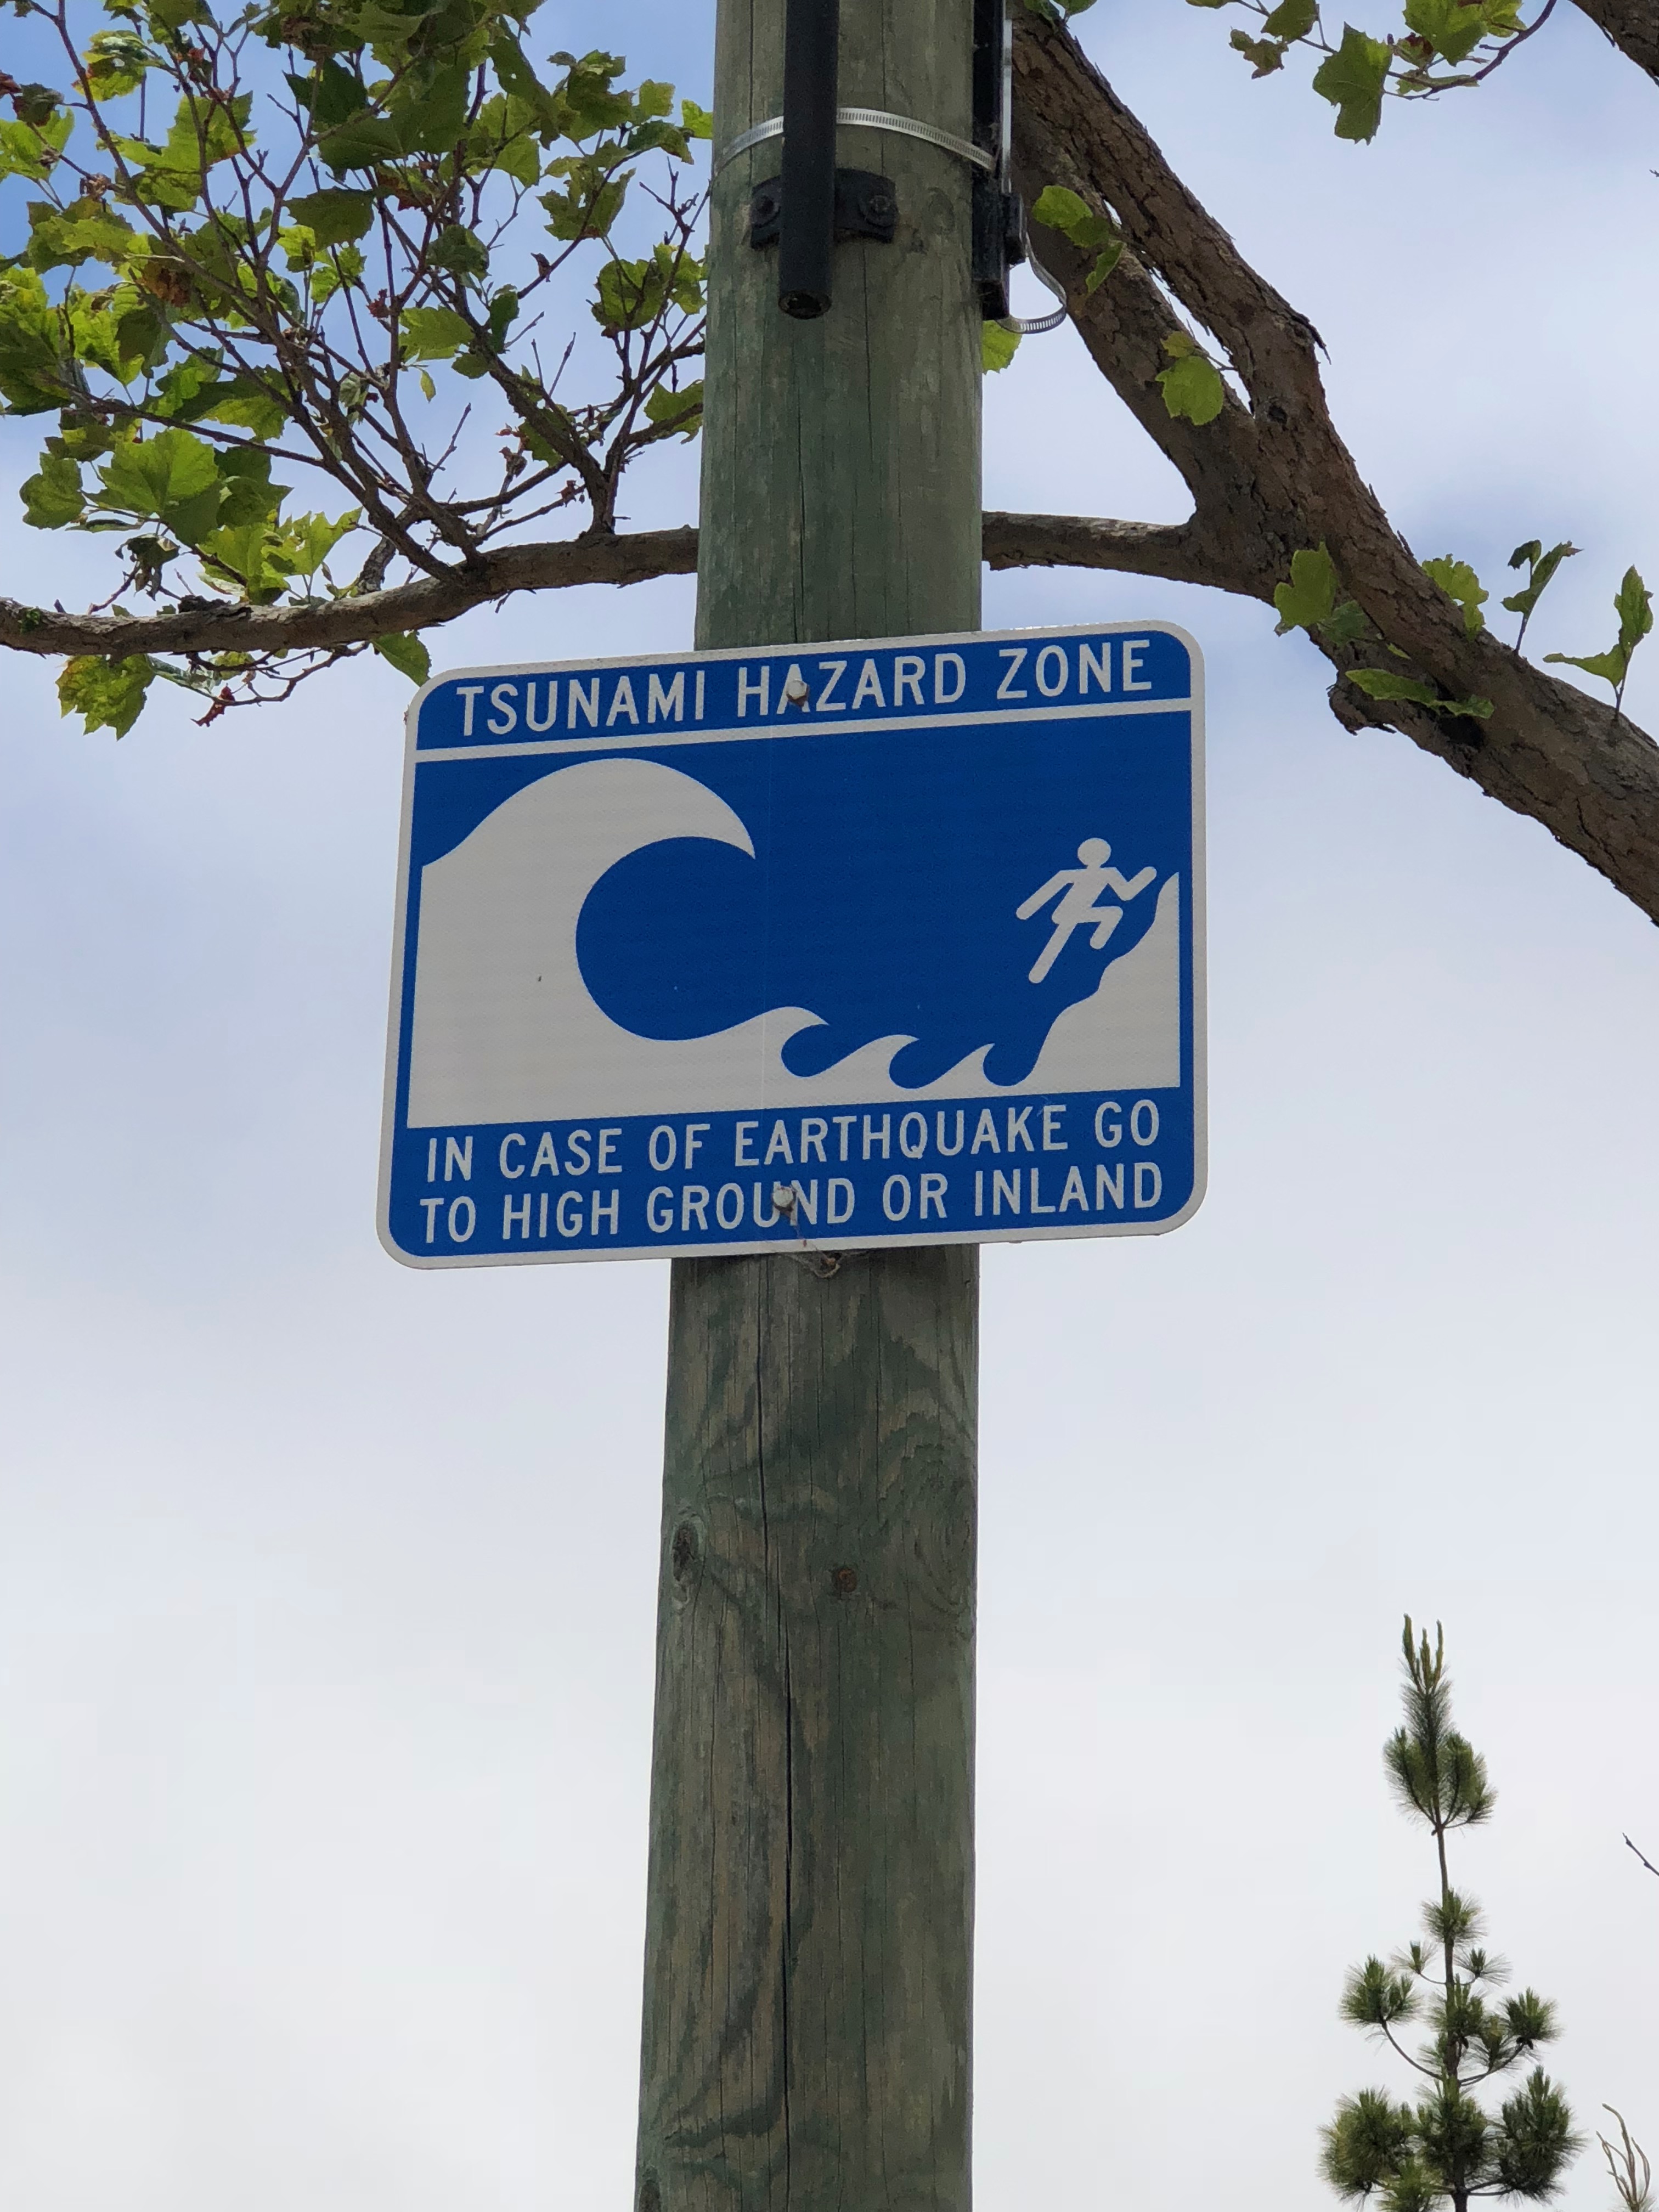 TSUNAMI HAZARD ZONE
IN CASE OF EARTHQUAKE GO
TO HIGH GROUND OR INLAND